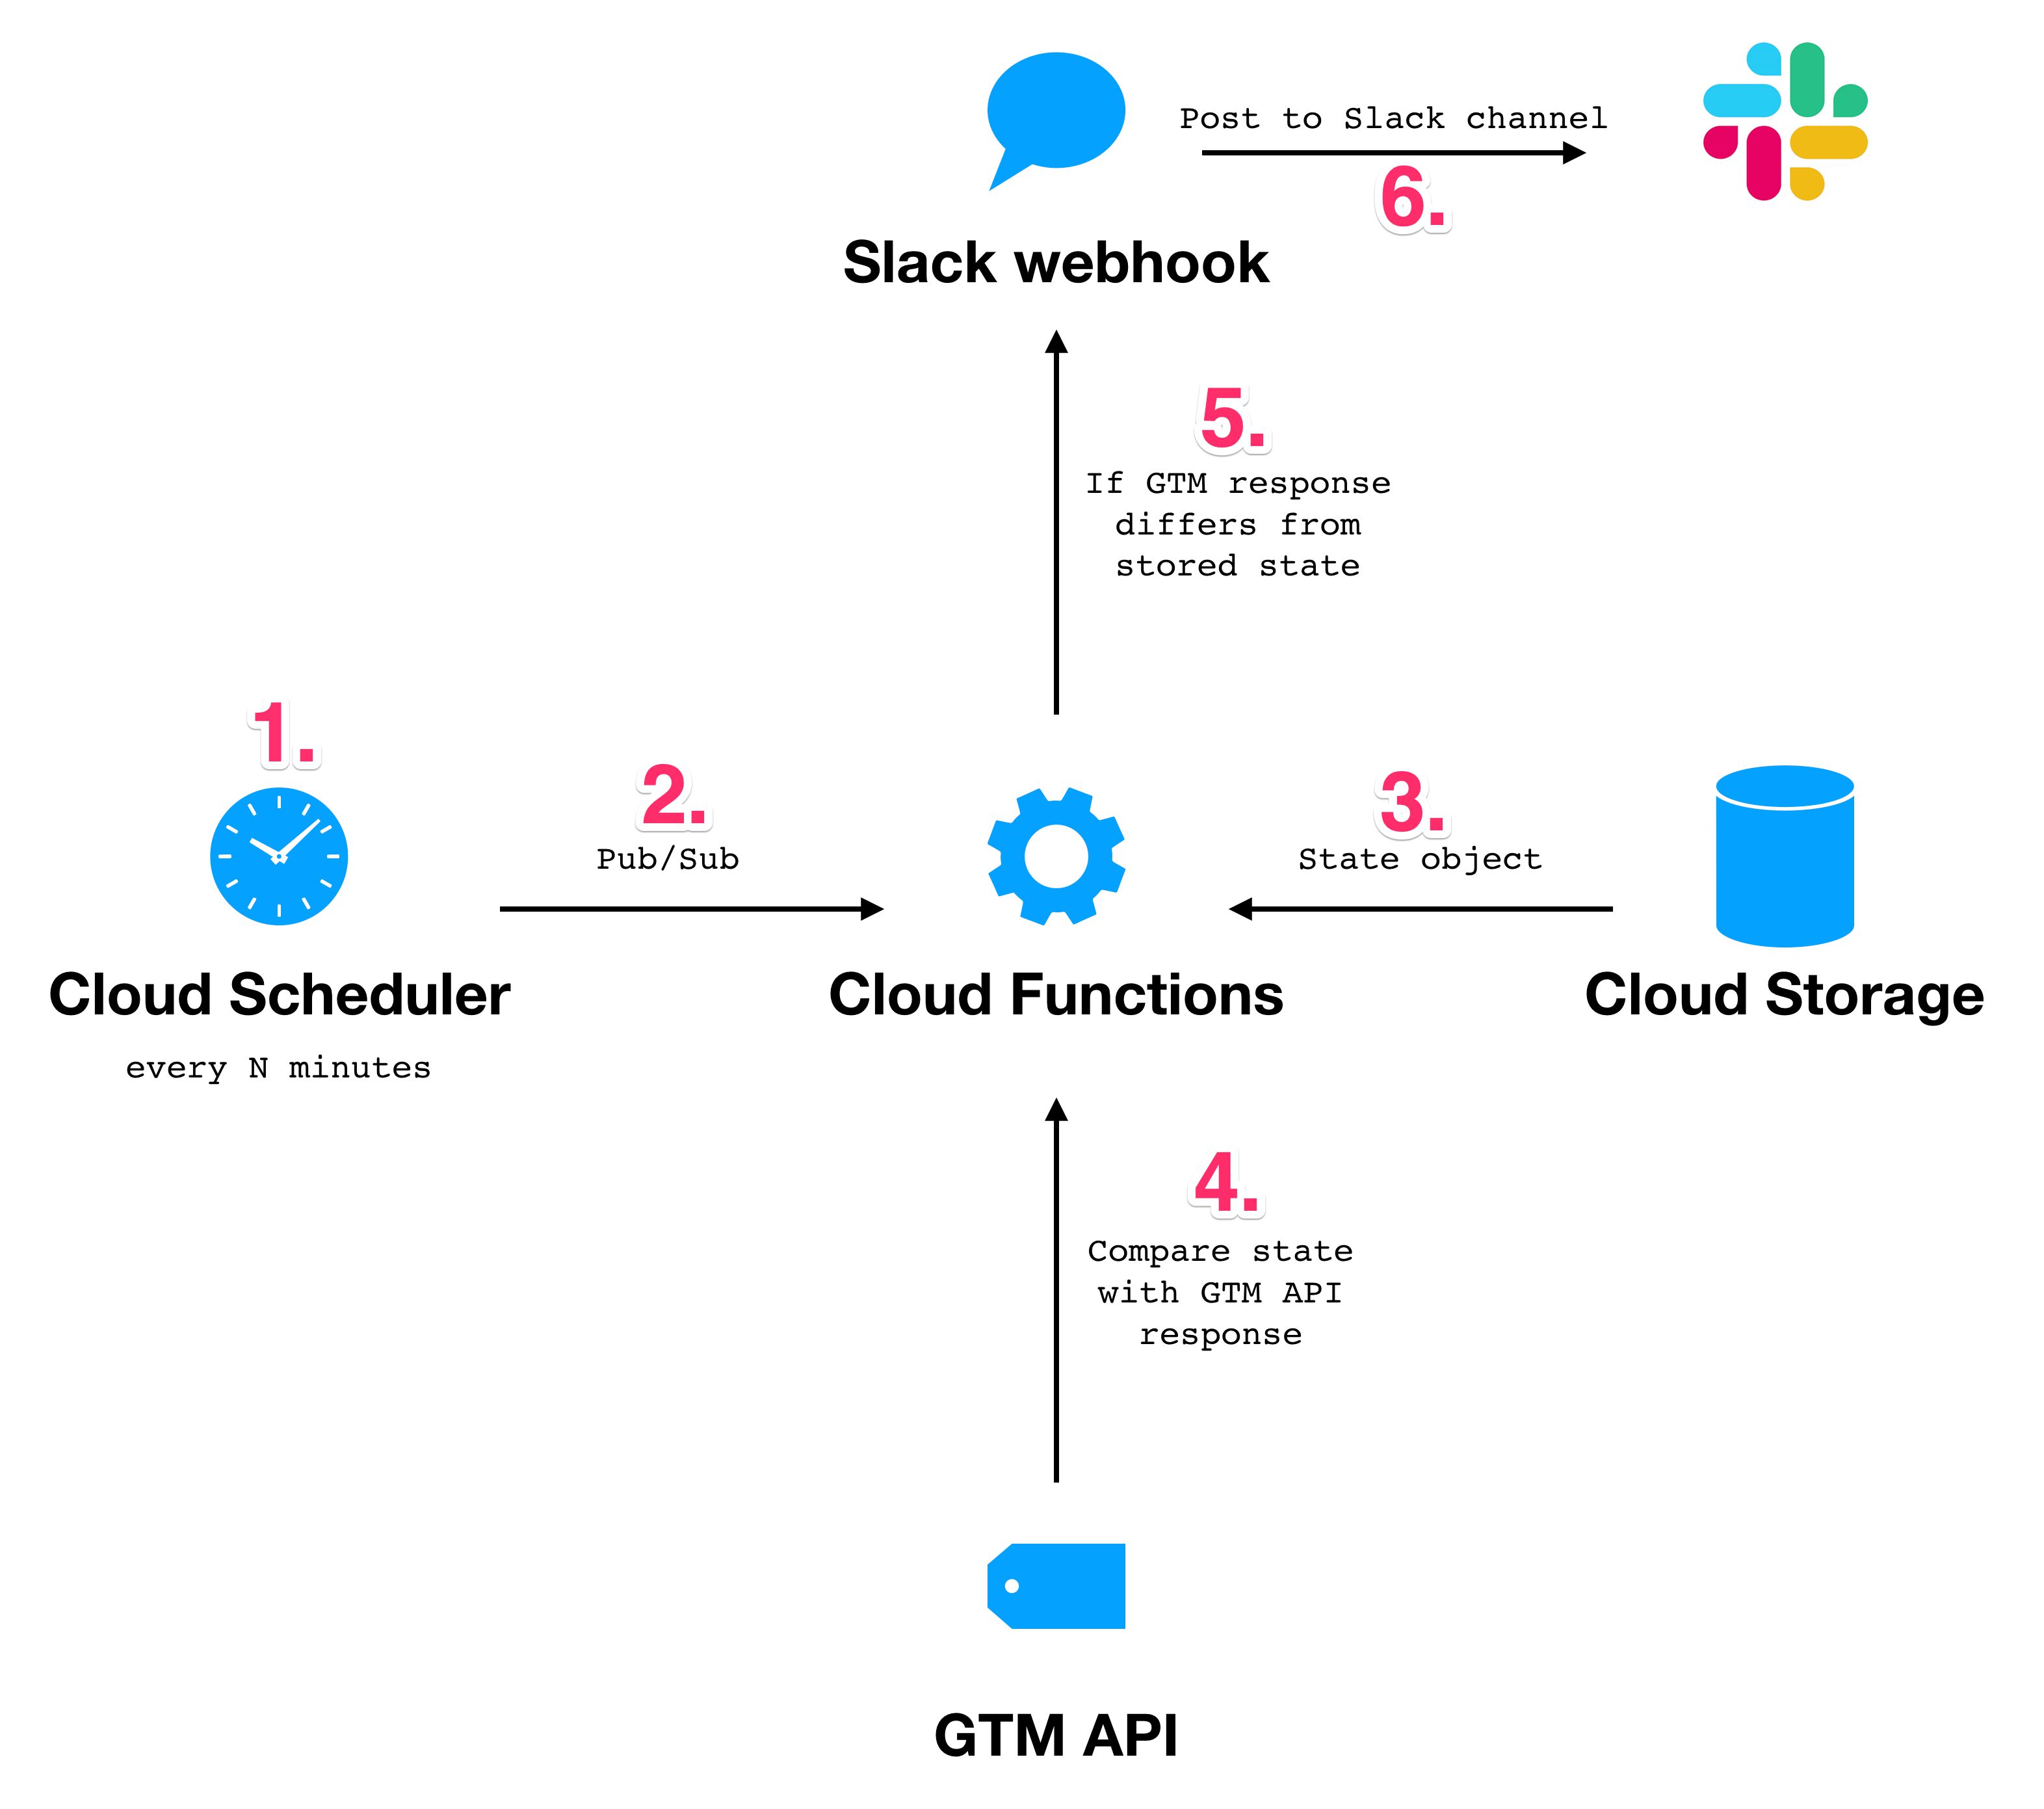 Post to Slack channel
6.
Slack webhook
5.
If GTM response
differs from
stored state
1.
2.
3.
Pub/Sub
State object
Cloud Scheduler
Cloud Functions
Cloud Storage
every N minutes
4.
Compare state
with GTM API
response
GTM API